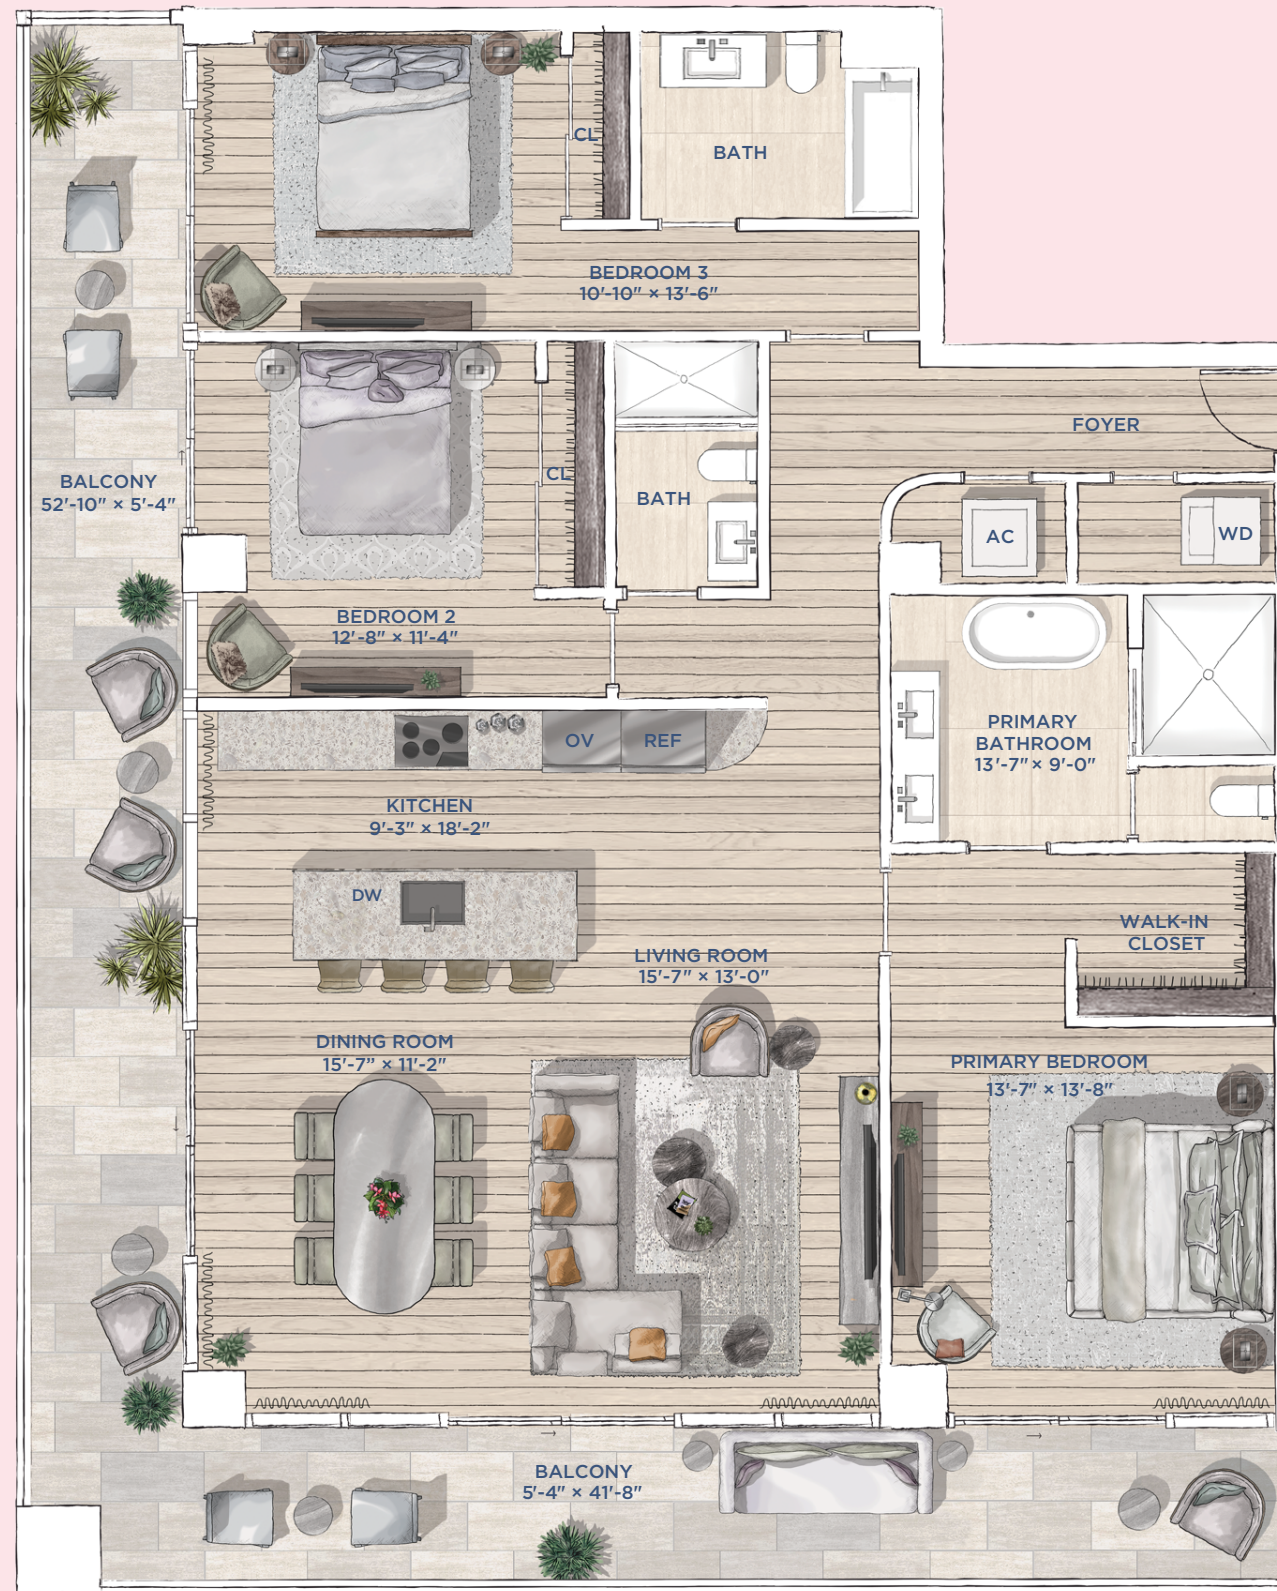 CL
BATH
BEDROOM 3
10'-10" × 13'-6"
FOYER
CL
BALCONY
52'-10" × 5'-4"
BATH
AC
WD
BEDROOM 2
12'-8" × 11'-4"
PRIMARY
BATHROOM
13'-7" × 9'-0"
OV
REF
KITCHEN
9'-3" × 18'-2"
DW
WALK-IN
CLOSET
LIVING ROOM
15'-7" × 13'-0"
DINING ROOM
15'-7” × 11'-2"
PRIMARY BEDROOM
13'-7" × 13'-8"
BALCONY
5'-4" × 41'-8"